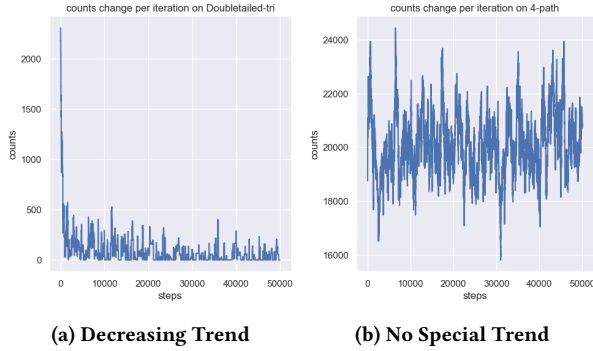 counts change per iteration on Doubletailed-tri
counts
2000
1500
1000
500
0
0
10000
20000
30000
40000
50000
steps
(a) Decreasing Trend
counts change per iteration on 4-path
counts
24000
22000
20000
18000
16000
0
10000
20000
30000
40000
50000
steps
(b) No Special Trend